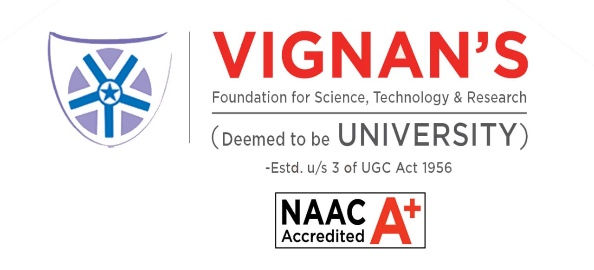 VIGNAN'S
Foundation for Science, Technology & Research
(Deemed to be UNIVERSITY)
-Estd. u/s 3 of UGC Act 1956
NAAC
Accredited A+